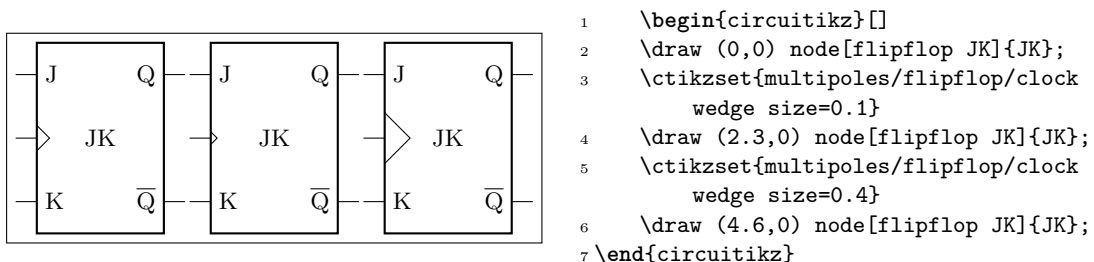 J Q J Q J Q
JK JK JK
K Q K Q K Q
1 \begin{circuitikz}[]
2 \draw (0,0) node[flipflop JK]{JK};
3 \ctikzset{multipoles/flipflop/clock
wedge size=0.1}
4 \draw (2.3,0) node[flipflop JK]{JK};
5 \ctikzset{multipoles/flipflop/clock
wedge size=0.4}
6 \draw (4.6,0) node[flipflop JK]{JK};
7 \end{circuitikz}